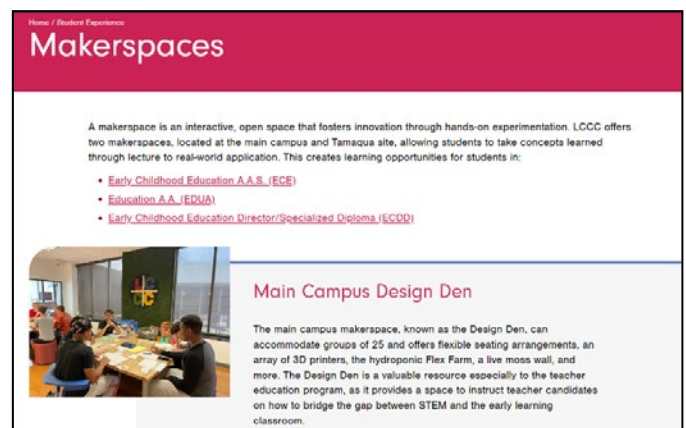 Home / Student Experience
Makerspaces
A makerspace is an interactive, open space that fosters innovation through hands-on experimentation. LCCC offers
two makerspaces, located at the main campus and Tamaqua site, allowing students to take concepts learned
through lecture to real-world application. This creates learning opportunities for students in:
• Early Childhood Education A.A.S. (ECE)
• Education A.A. (EDUA)
• Early Childhood Education Director/Specialized Diploma (ECDD)
Main Campus Design Den
The main campus makerspace, known as the Design Den, can
accommodate groups of 25 and offers flexible seating arrangements, an
array of 3D printers, the hydroponic Flex Farm, a live moss wall, and
more. The Design Den is a valuable resource especially to the teacher
education program, as it provides a space to instruct teacher candidates
on how to bridge the gap between STEM and the early learning
classroom.